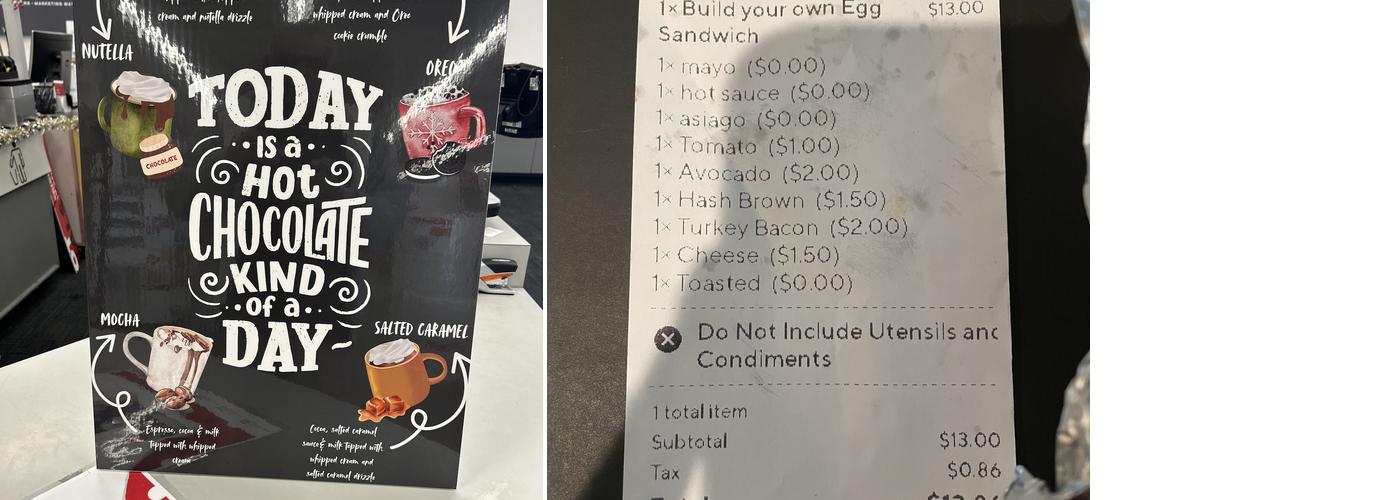 • MARKETING MA
cream and nutella drizzle
whipped cream and Oreo
cookie crumble
NUTELLA
OREO
CHOCOLATE
TODAY
IS a
HOT
CHOCOLATE
KIND
of a
DAY
MOCHA
SALTED CARAMEL
Espresso, cocoa & milk
topped with whipped
cream
Cocoa, salted caramel
sauce & milk topped with
whipped cream and
salted caramel drizzle
1× Build your own Egg $13.00
Sandwich
1× mayo ($0.00)
1× hot sauce ($0.00)
1× asiago ($0.00)
1× Tomato ($1.00)
1× Avocado ($2.00)
1× Hash Brown ($1.50)
1× Turkey Bacon ($2.00)
1× Cheese ($1.50)
1× Toasted ($0.00)
Do Not Include Utensils and
Condiments
1 total item
Subtotal $13.00
Tax $0.86
Total $13.86